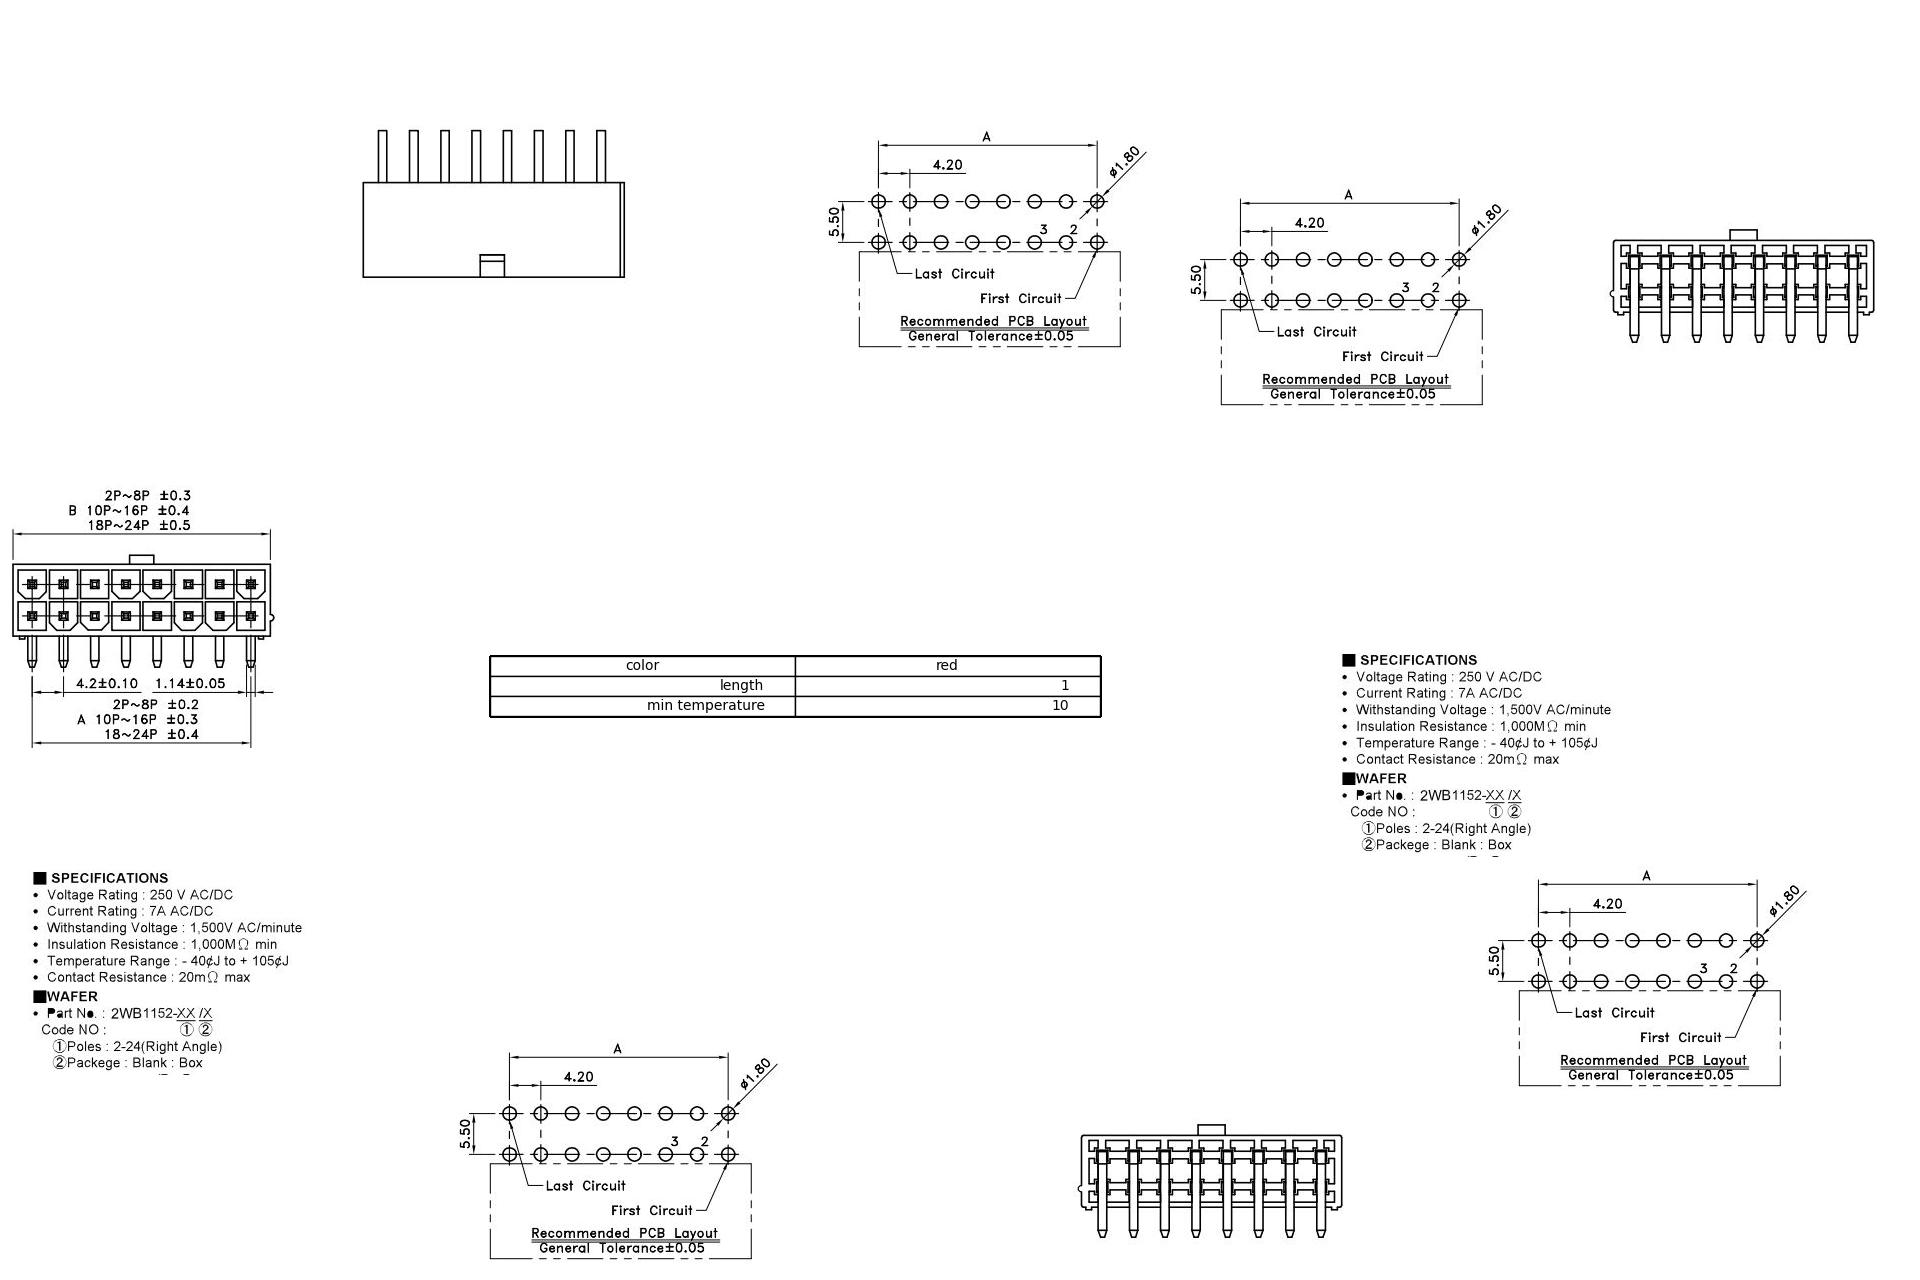 A
4.20
ø1.80
5.50
3 2
Last Circuit
First Circuit
Recommended PCB Layout
General Tolerance±0.05
A
4.20
ø1.80
5.50
3 2
Last Circuit
First Circuit
Recommended PCB Layout
General Tolerance±0.05
2P~8P ±0.3
B 10P~16P ±0.4
18P~24P ±0.5
4.2±0.10 1.14±0.05
2P~8P ±0.2
A 10P~16P ±0.3
18~24P ±0.4
color red
length 1
min temperature 10
■ SPECIFICATIONS
• Voltage Rating : 250 V AC/DC
• Current Rating : 7A AC/DC
• Withstanding Voltage : 1,500V AC/minute
• Insulation Resistance : 1,000MΩ min
• Temperature Range : - 40¢J to + 105¢J
• Contact Resistance : 20mΩ max
■WAFER
• Part No. : 2WB1152-XX /X
Code NO : ① ②
①Poles : 2-24(Right Angle)
②Packege : Blank : Box
■ SPECIFICATIONS
• Voltage Rating : 250 V AC/DC
• Current Rating : 7A AC/DC
• Withstanding Voltage : 1,500V AC/minute
• Insulation Resistance : 1,000MΩ min
• Temperature Range : - 40¢J to + 105¢J
• Contact Resistance : 20mΩ max
■WAFER
• Part No. : 2WB1152-XX /X
Code NO : ① ②
①Poles : 2-24(Right Angle)
②Packege : Blank : Box
A
4.20
ø1.80
5.50
3 2
Last Circuit
First Circuit
Recommended PCB Layout
General Tolerance±0.05
A
4.20
ø1.80
5.50
3 2
Last Circuit
First Circuit
Recommended PCB Layout
General Tolerance±0.05